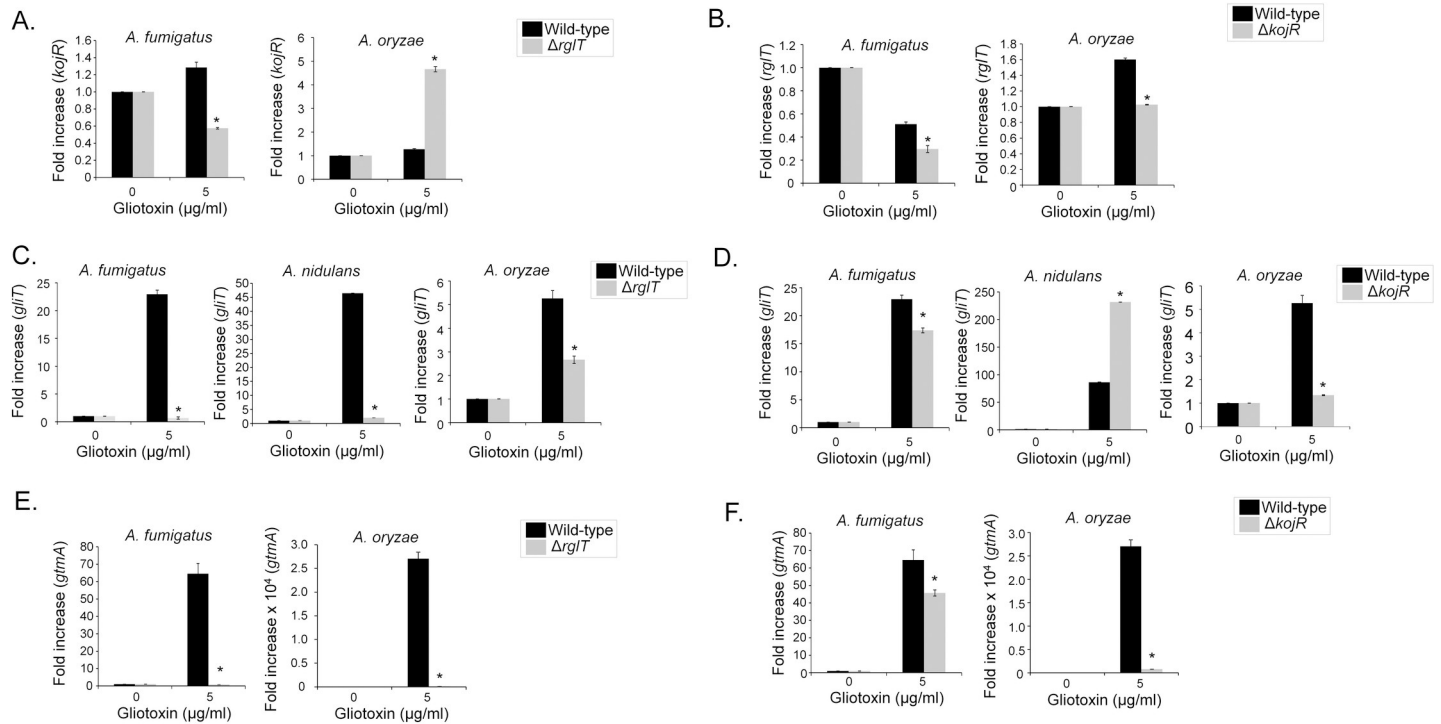 A.
A. fumigatus
Fold increase (kojR)
1.6
1.4
1.2
1.0
0.8
0.6
0.4
0.2
0
*
0
5
Gliotoxin (µg/ml)
A. oryzae
Fold increase (kojR)
6
5
4
3
2
1
0
*
0
5
Gliotoxin (µg/ml)
Wild-type
ΔrglT
B.
A. fumigatus
Fold increase (rglT)
1.2
1.0
0.8
0.6
0.4
0.2
0
*
0
5
Gliotoxin (µg/ml)
A. oryzae
Fold increase (rglT)
1.8
1.6
1.4
1.2
1.0
0.8
0.6
0.4
0.2
0
*
0
5
Gliotoxin (µg/ml)
Wild-type
ΔkojR
C.
A. fumigatus
Fold increase (gliT)
25
20
15
10
5
0
*
0
5
Gliotoxin (µg/ml)
A. nidulans
Fold increase (gliT)
50
45
40
35
30
25
20
15
10
5
0
*
0
5
Gliotoxin (µg/ml)
A. oryzae
Fold increase (gliT)
6
5
4
3
2
1
0
*
0
5
Gliotoxin (µg/ml)
Wild-type
ΔrglT
D.
A. fumigatus
Fold increase (gliT)
25
20
15
10
5
0
*
0
5
Gliotoxin (µg/ml)
A. nidulans
Fold increase (gliT)
250
200
150
100
50
0
*
0
5
Gliotoxin (µg/ml)
A. oryzae
Fold increase (gliT)
6
5
4
3
2
1
0
*
0
5
Gliotoxin (µg/ml)
Wild-type
ΔkojR
E.
A. fumigatus
Fold increase (gtmA)
80
70
60
50
40
30
20
10
0
*
0
5
Gliotoxin (µg/ml)
A. oryzae
Fold increase x 10⁴ (gtmA)
3.0
2.5
2.0
1.5
1.0
0.5
0
*
0
5
Gliotoxin (µg/ml)
Wild-type
ΔrglT
F.
A. fumigatus
Fold increase (gtmA)
80
70
60
50
40
30
20
10
0
*
0
5
Gliotoxin (µg/ml)
A. oryzae
Fold increase x 10⁴ (gtmA)
3.0
2.5
2.0
1.5
1.0
0.5
0
*
0
5
Gliotoxin (µg/ml)
Wild-type
ΔkojR